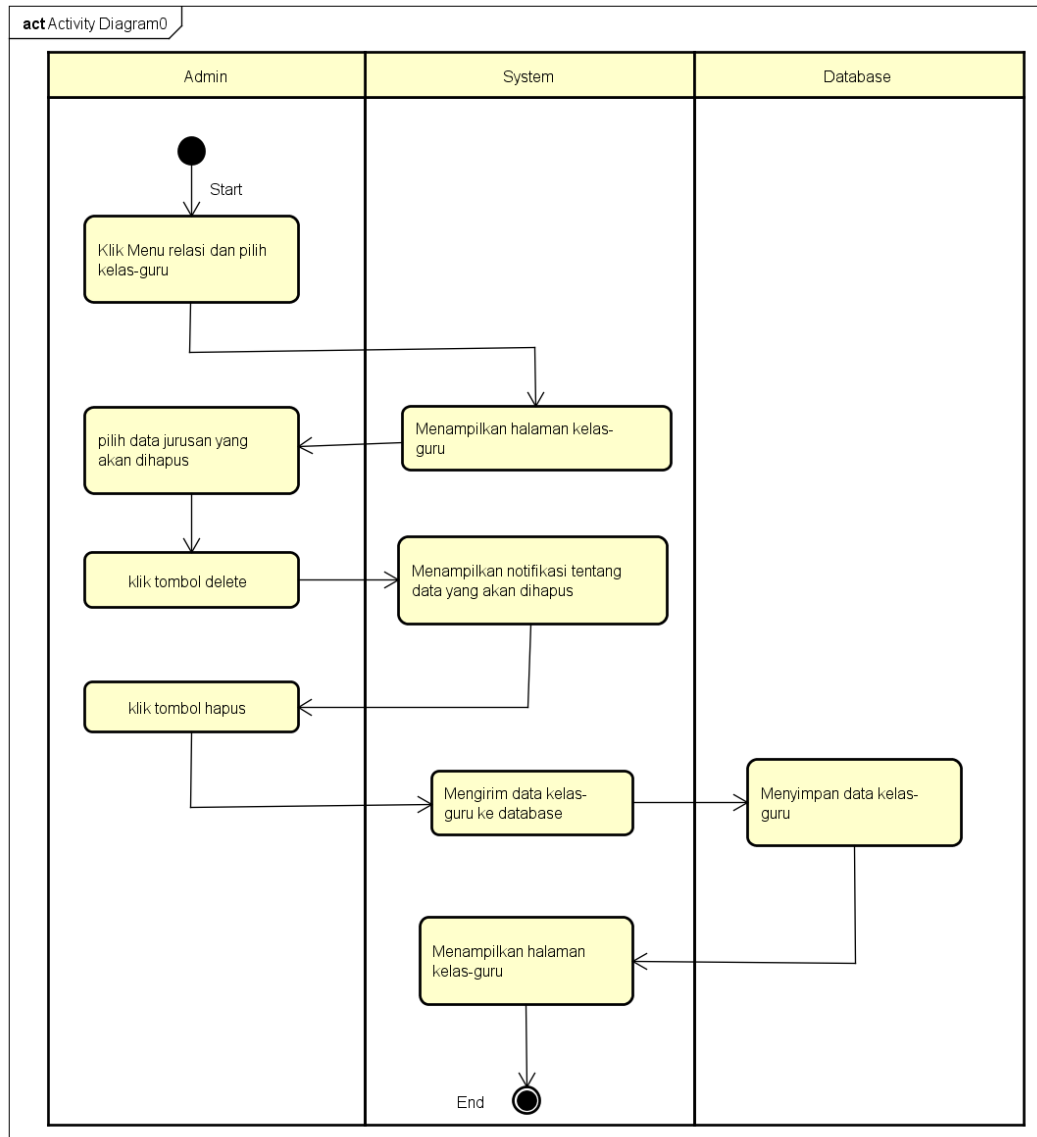 act Activity Diagram0
Admin
System
Database
Start
Klik Menu relasi dan pilih
kelas-guru
Menampilkan halaman kelas-
guru
pilih data jurusan yang
akan dihapus
klik tombol delete
Menampilkan notifikasi tentang
data yang akan dihapus
klik tombol hapus
Mengirim data kelas-
guru ke database
Menyimpan data kelas-
guru
Menampilkan halaman
kelas-guru
End